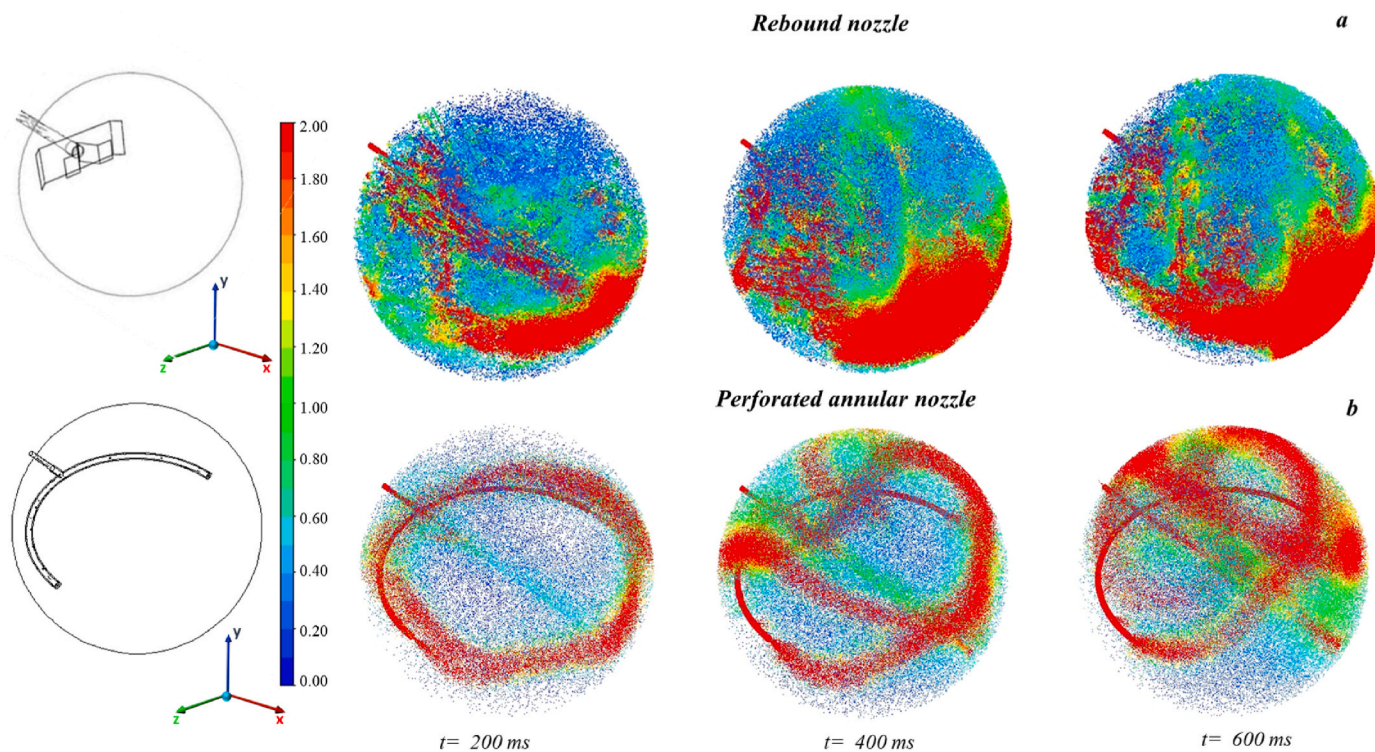 Rebound nozzle
a
2.00
1.80
1.60
1.40
1.20
1.00
0.80
0.60
0.40
0.20
0.00
y
z
x
Perforated annular nozzle
b
y
z
x
t= 200 ms
t= 400 ms
t= 600 ms